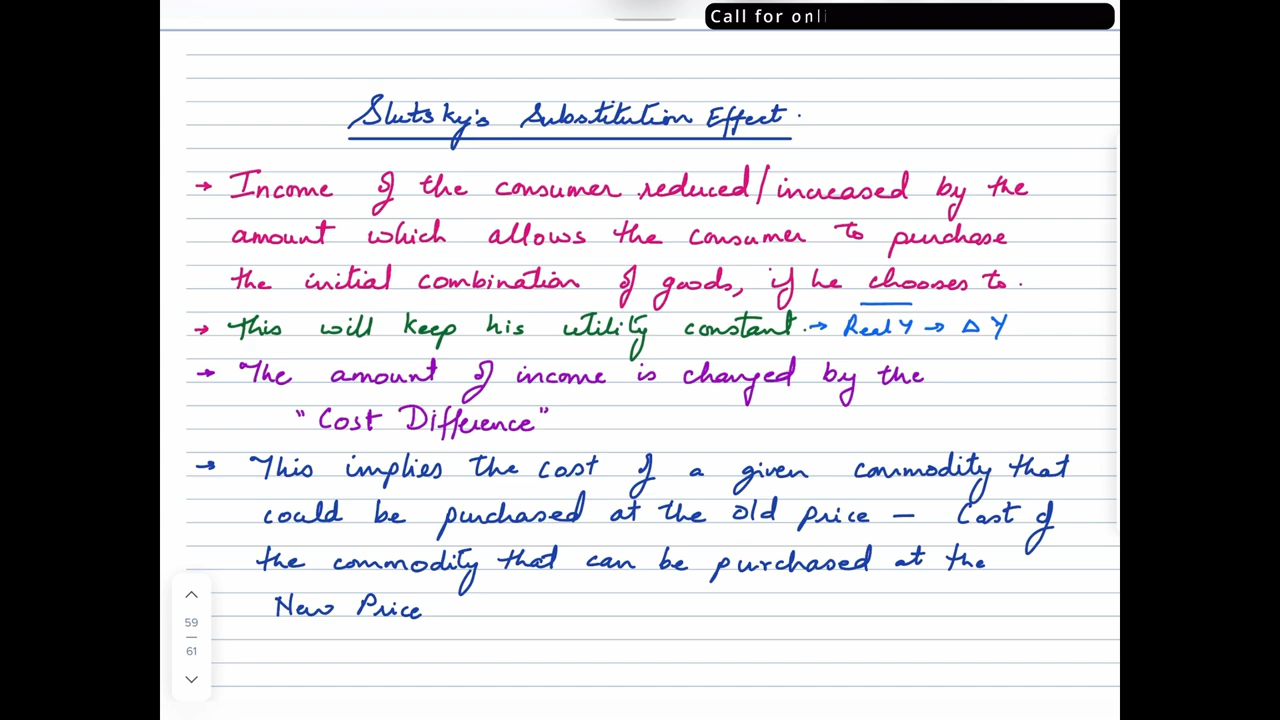 Call for onli
Slutsky's Substitution Effect.
→ Income of the consumer reduced/increased by the
amount which allows the consumer to purchase
the initial combination of goods, if he chooses to.
→ This will keep his utility constant. → Real Y → Δ Y
→ The amount of income is changed by the
"Cost Difference"
→ This implies the cost of a given commodity that
could be purchased at the old price – Cost of
the commodity that can be purchased at the
New Price
59
61